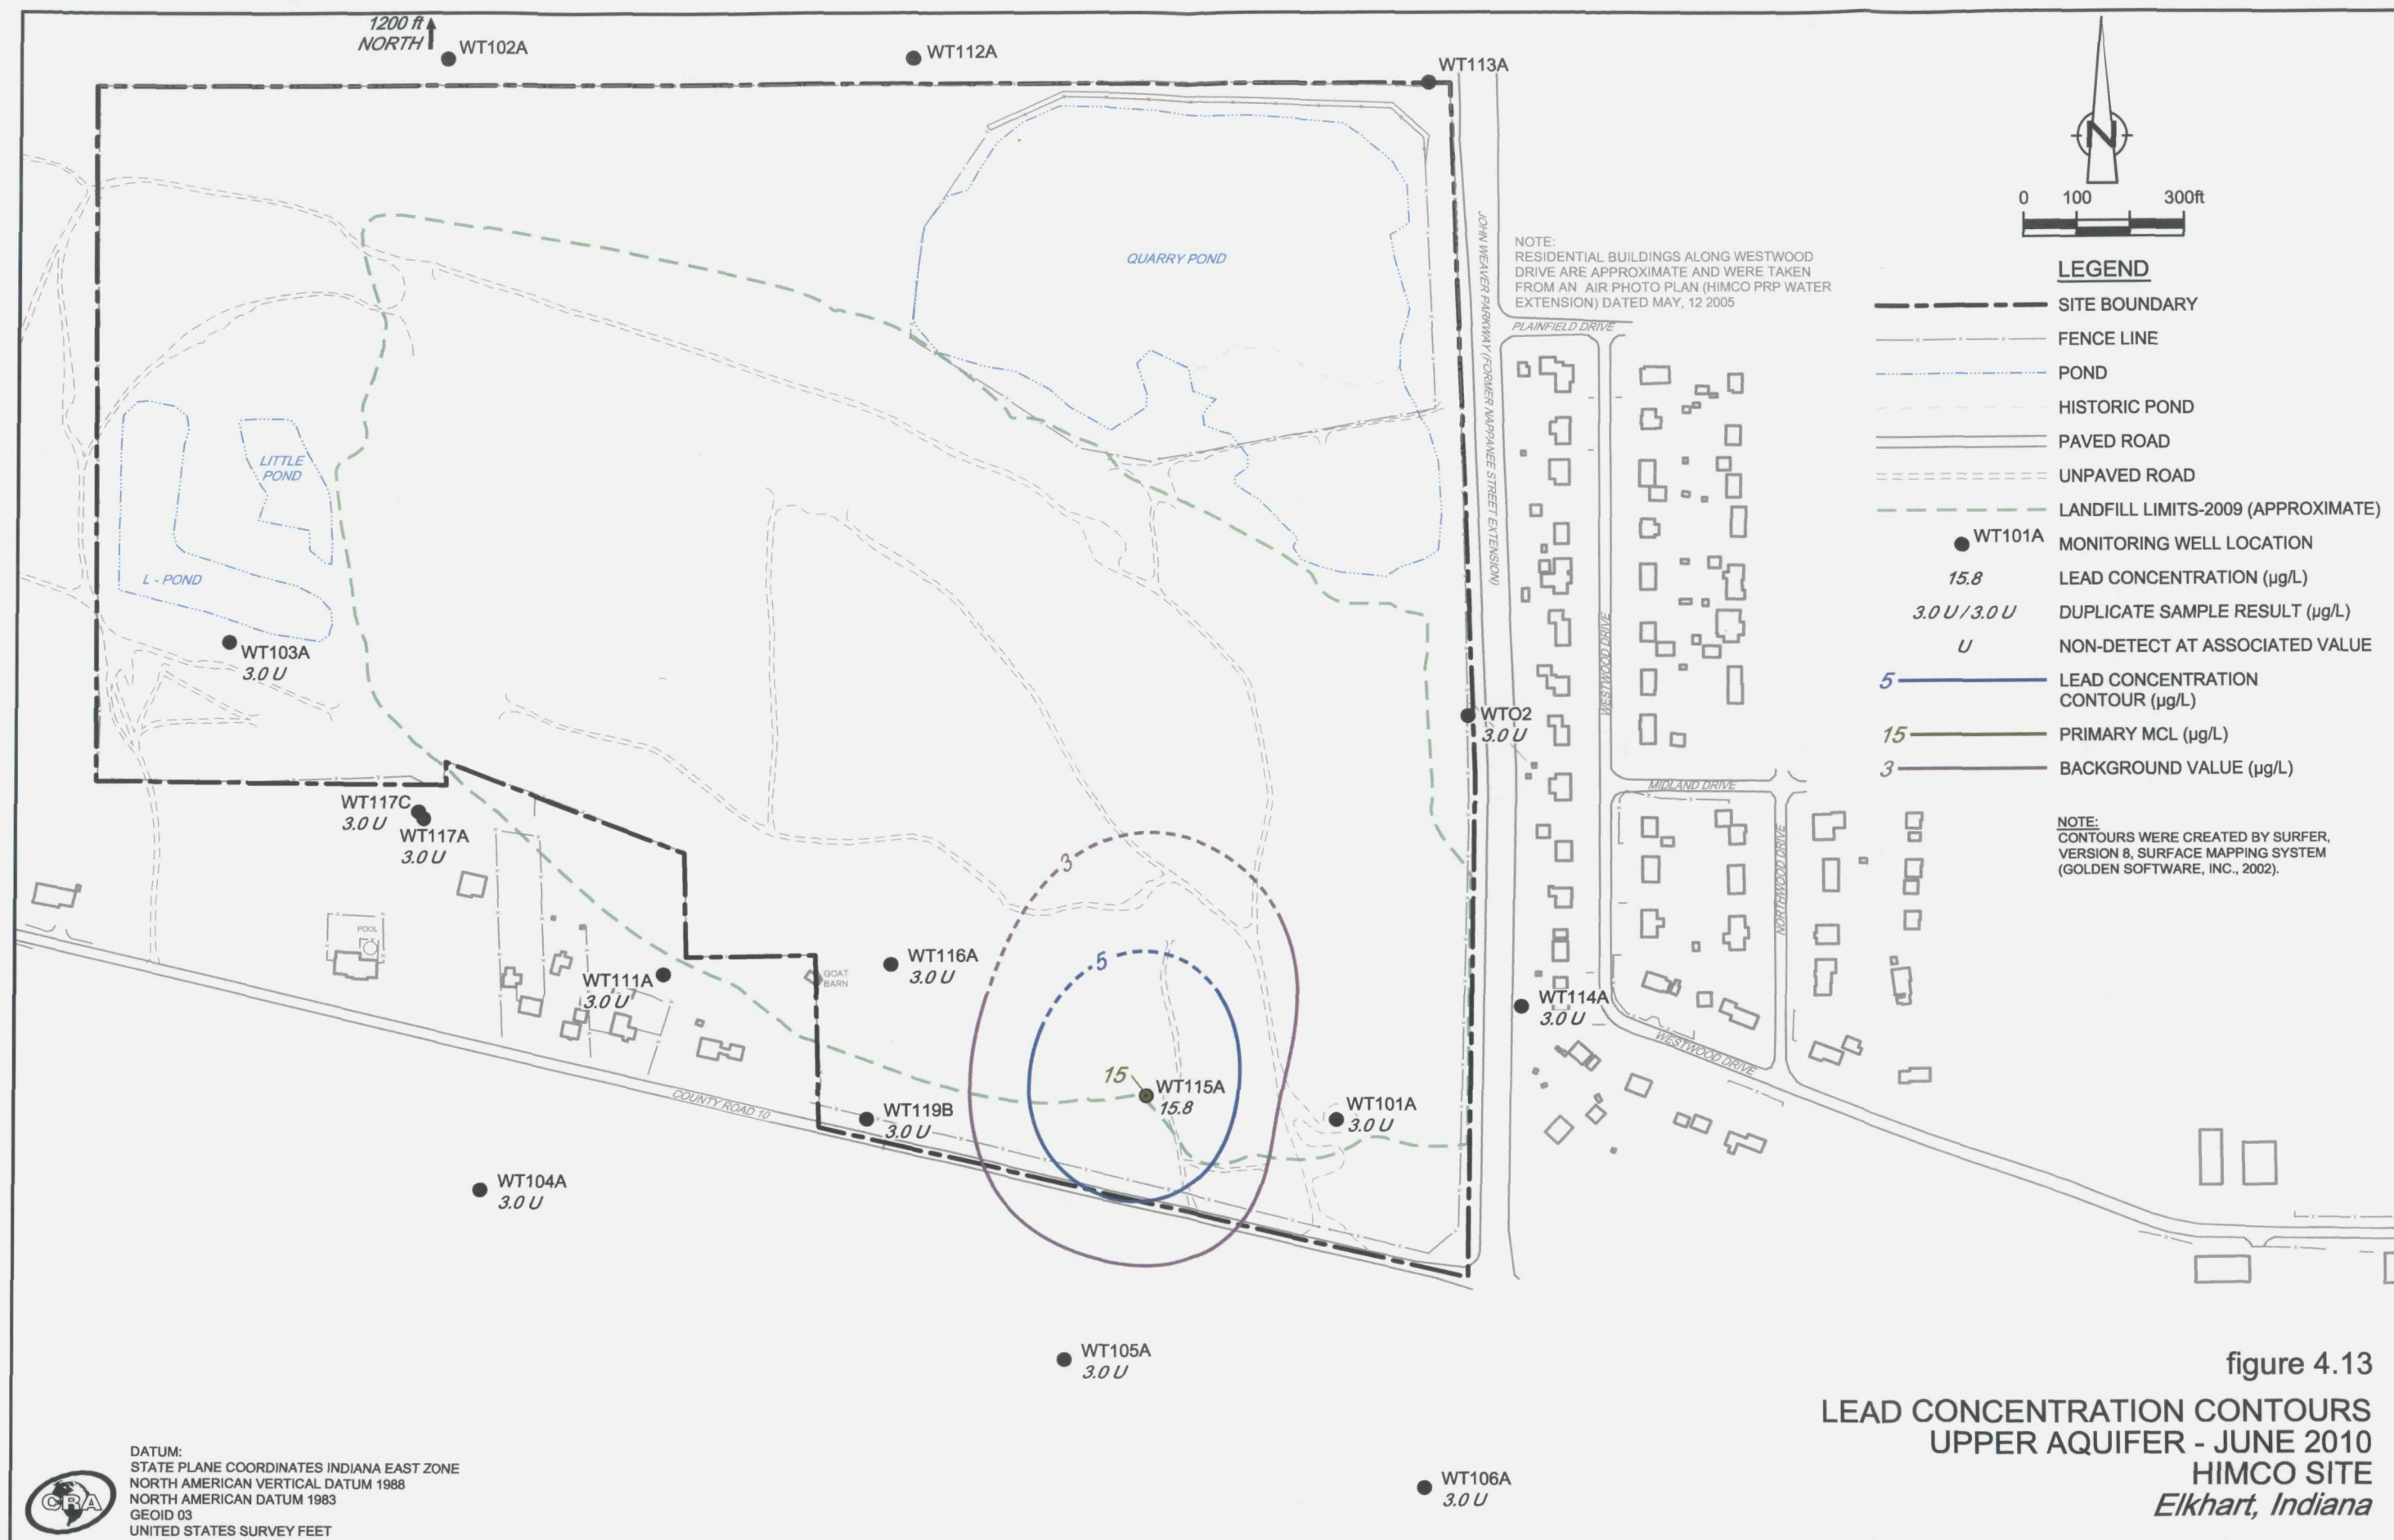 1200 ft
NORTH
WT102A
WT112A
WT113A
N
0 100 300ft
QUARRY POND
JOHN WEAVER PARKWAY (FORMER NAPPANEE STREET EXTENSION)
NOTE:
RESIDENTIAL BUILDINGS ALONG WESTWOOD
DRIVE ARE APPROXIMATE AND WERE TAKEN
FROM AN AIR PHOTO PLAN (HIMCO PRP WATER
EXTENSION) DATED MAY, 12 2005
PLAINFIELD DRIVE
LEGEND
SITE BOUNDARY
FENCE LINE
POND
HISTORIC POND
PAVED ROAD
UNPAVED ROAD
LANDFILL LIMITS-2009 (APPROXIMATE)
WT101A MONITORING WELL LOCATION
15.8 LEAD CONCENTRATION (µg/L)
3.0 U / 3.0 U DUPLICATE SAMPLE RESULT (µg/L)
U NON-DETECT AT ASSOCIATED VALUE
5 LEAD CONCENTRATION
CONTOUR (µg/L)
15 PRIMARY MCL (µg/L)
3 BACKGROUND VALUE (µg/L)
NOTE:
CONTOURS WERE CREATED BY SURFER,
VERSION 8, SURFACE MAPPING SYSTEM
(GOLDEN SOFTWARE, INC., 2002).
LITTLE
POND
L - POND
WT103A
3.0 U
WESTWOOD DRIVE
WTO2
3.0 U
MIDLAND DRIVE
NORTHWOOD DRIVE
WT117C
3.0 U
WT117A
3.0 U
3
POOL
WT111A
3.0 U
GOAT
BARN
WT116A
3.0 U
5
WT114A
3.0 U
WESTWOOD DRIVE
15
WT115A
15.8
COUNTY ROAD 10
WT119B
3.0 U
WT101A
3.0 U
WT104A
3.0 U
WT105A
3.0 U
WT106A
3.0 U
figure 4.13
LEAD CONCENTRATION CONTOURS
UPPER AQUIFER - JUNE 2010
HIMCO SITE
Elkhart, Indiana
CRA
DATUM:
STATE PLANE COORDINATES INDIANA EAST ZONE
NORTH AMERICAN VERTICAL DATUM 1988
NORTH AMERICAN DATUM 1983
GEOID 03
UNITED STATES SURVEY FEET